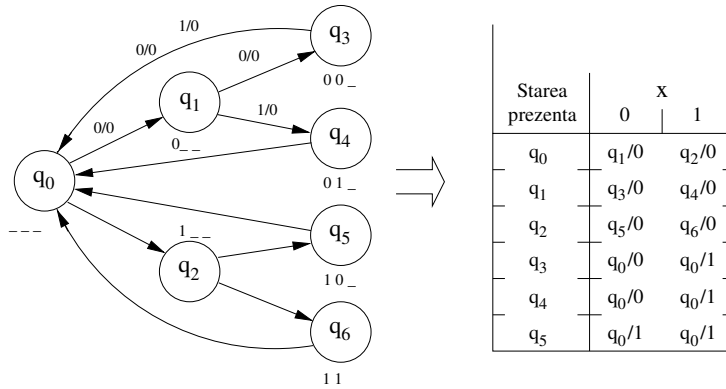 1/0
q3
0/0
0/0
0 0 _
q1
0/0
1/0
0 _ _
q4
q0
0 1 _
_ _ _
1 _ _
q5
q2
1 0 _
q6
1 1
Starea prezenta x
0 1
q0 q1/0 q2/0
q1 q3/0 q4/0
q2 q5/0 q6/0
q3 q0/0 q0/1
q4 q0/0 q0/1
q5 q0/1 q0/1